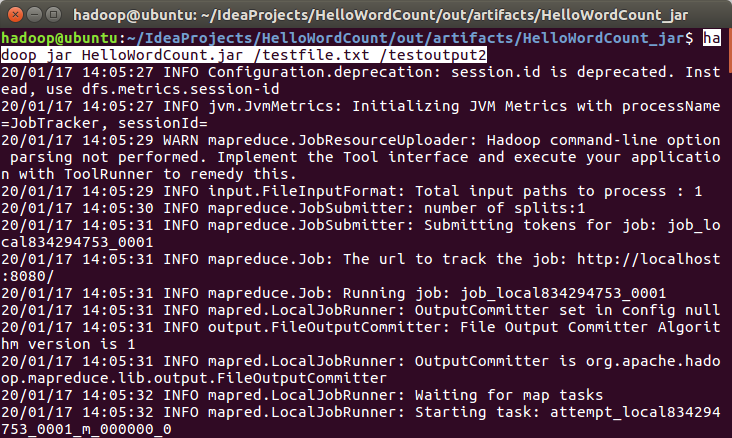 hadoop@ubuntu: ~/IdeaProjects/HelloWordCount/out/artifacts/HelloWordCount_jar
hadoop@ubuntu:~/IdeaProjects/HelloWordCount/out/artifacts/HelloWordCount_jar$ ha
doop jar HelloWordCount.jar /testfile.txt /testoutput2
20/01/17 14:05:27 INFO Configuration.deprecation: session.id is deprecated. Inst
ead, use dfs.metrics.session-id
20/01/17 14:05:27 INFO jvm.JvmMetrics: Initializing JVM Metrics with processName
=JobTracker, sessionId=
20/01/17 14:05:29 WARN mapreduce.JobResourceUploader: Hadoop command-line option
 parsing not performed. Implement the Tool interface and execute your applicatio
n with ToolRunner to remedy this.
20/01/17 14:05:29 INFO input.FileInputFormat: Total input paths to process : 1
20/01/17 14:05:30 INFO mapreduce.JobSubmitter: number of splits:1
20/01/17 14:05:31 INFO mapreduce.JobSubmitter: Submitting tokens for job: job_lo
cal834294753_0001
20/01/17 14:05:31 INFO mapreduce.Job: The url to track the job: http://localhost
:8080/
20/01/17 14:05:31 INFO mapreduce.Job: Running job: job_local834294753_0001
20/01/17 14:05:31 INFO mapred.LocalJobRunner: OutputCommitter set in config null
20/01/17 14:05:31 INFO output.FileOutputCommitter: File Output Committer Algorit
hm version is 1
20/01/17 14:05:31 INFO mapred.LocalJobRunner: OutputCommitter is org.apache.hado
op.mapreduce.lib.output.FileOutputCommitter
20/01/17 14:05:32 INFO mapred.LocalJobRunner: Waiting for map tasks
20/01/17 14:05:32 INFO mapred.LocalJobRunner: Starting task: attempt_local834294
753_0001_m_000000_0